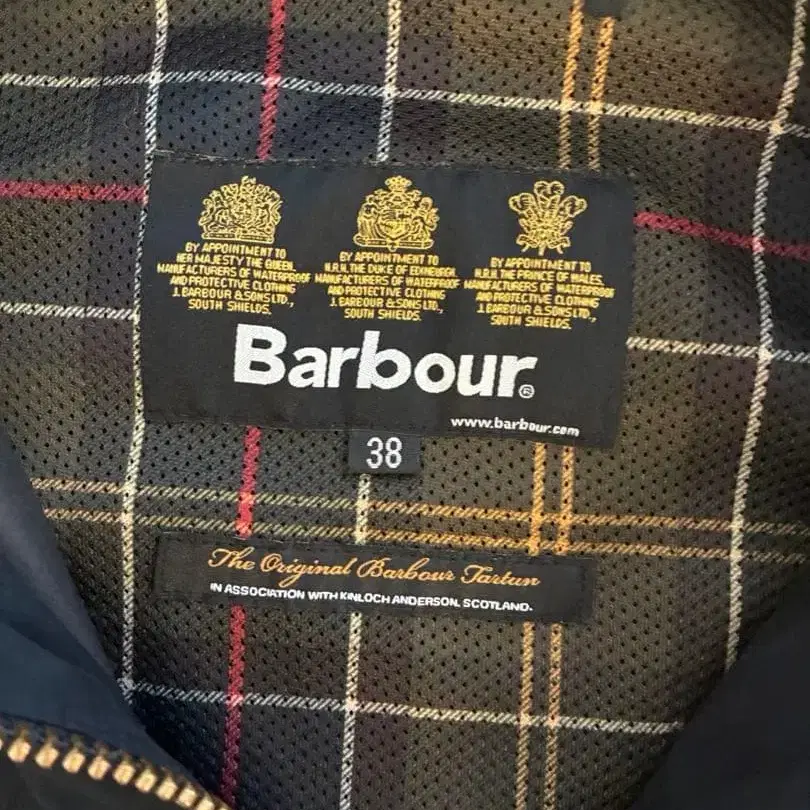 BY APPOINTMENT TO
HER MAJESTY THE QUEEN.
MANUFACTURERS OF WATERPROOF
AND PROTECTIVE CLOTHING
J. BARBOUR & SONS LTD.,
SOUTH SHIELDS.
BY APPOINTMENT TO
H.R.H. THE DUKE OF EDINBURGH.
MANUFACTURERS OF WATERPROOF
AND PROTECTIVE CLOTHING
J. BARBOUR & SONS LTD.,
SOUTH SHIELDS.
BY APPOINTMENT TO
H.R.H. THE PRINCE OF WALES.
MANUFACTURERS OF WATERPROOF
AND PROTECTIVE CLOTHING
J. BARBOUR & SONS LTD.,
SOUTH SHIELDS.
Barbour®
www.barbour.com
38
The Original Barbour Tartan
IN ASSOCIATION WITH KINLOCH ANDERSON, SCOTLAND.